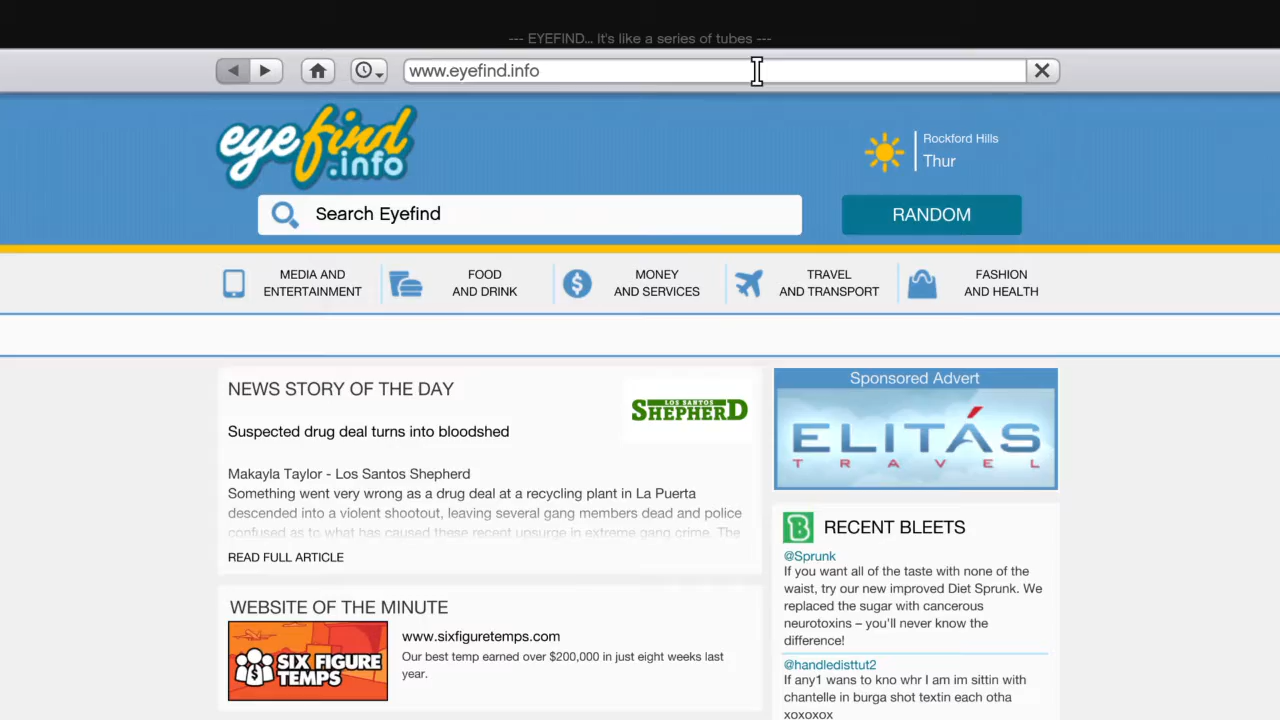 --- EYEFIND... It's like a series of tubes ---
www.eyefind.info
eyefind
.info
Rockford Hills
Thur
Search Eyefind
RANDOM
MEDIA AND
ENTERTAINMENT
FOOD
AND DRINK
MONEY
AND SERVICES
TRAVEL
AND TRANSPORT
FASHION
AND HEALTH
NEWS STORY OF THE DAY
LOS SANTOS
SHEPHERD
Suspected drug deal turns into bloodshed
Makayla Taylor - Los Santos Shepherd
Something went very wrong as a drug deal at a recycling plant in La Puerta
descended into a violent shootout, leaving several gang members dead and police
confused as to what has caused these recent upsurge in extreme gang crime. The
READ FULL ARTICLE
WEBSITE OF THE MINUTE
SIX FIGURE
TEMPS
www.sixfiguretemps.com
Our best temp earned over $200,000 in just eight weeks last
year.
Sponsored Advert
ELITÁS
TRAVEL
B
RECENT BLEETS
@Sprunk
If you want all of the taste with none of the
waist, try our new improved Diet Sprunk. We
replaced the sugar with cancerous
neurotoxins – you'll never know the
difference!
@handledisttut2
If any1 wants to kno whr I am im sittin with
chantelle in burga shot textin each otha
xoxoxox